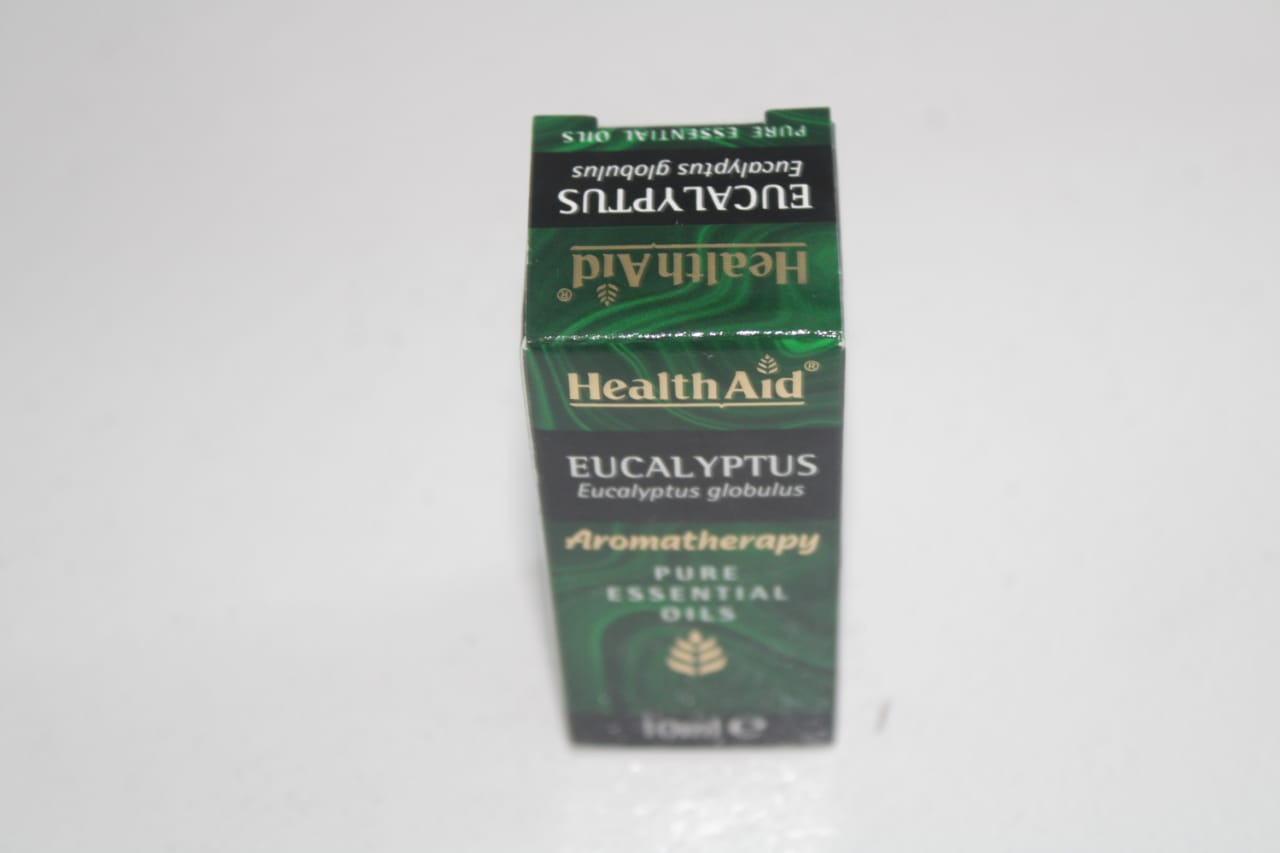 PURE ESSENTIAL OILS
Eucalyptus globulus
EUCALYPTUS
HealthAid®
HealthAid®
EUCALYPTUS
Eucalyptus globulus
Aromatherapy
PURE
ESSENTIAL
OILS
10ml ℮